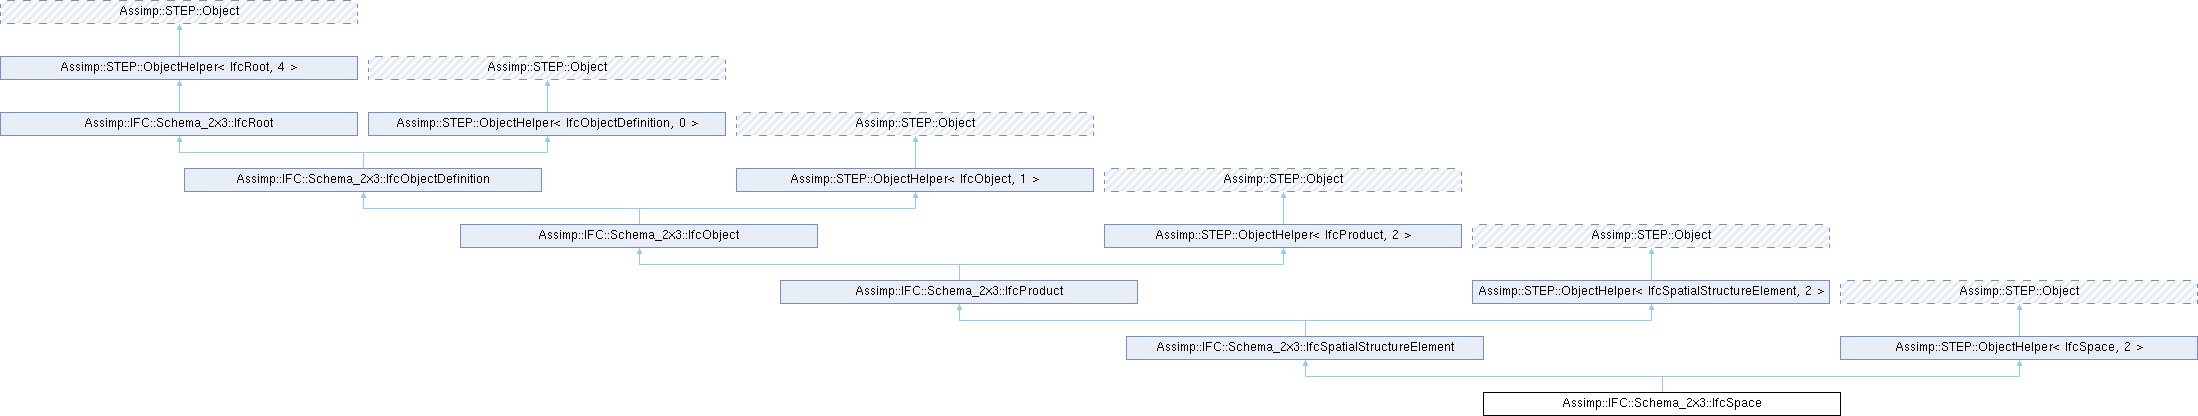 Assimp::STEP::Object
Assimp::STEP::ObjectHelper< IfcRoot, 4 >
Assimp::STEP::Object
Assimp::IFC::Schema_2x3::IfcRoot
Assimp::STEP::ObjectHelper< IfcObjectDefinition, 0 >
Assimp::STEP::Object
Assimp::IFC::Schema_2x3::IfcObjectDefinition
Assimp::STEP::ObjectHelper< IfcObject, 1 >
Assimp::STEP::Object
Assimp::IFC::Schema_2x3::IfcObject
Assimp::STEP::ObjectHelper< IfcProduct, 2 >
Assimp::STEP::Object
Assimp::IFC::Schema_2x3::IfcProduct
Assimp::STEP::ObjectHelper< IfcSpatialStructureElement, 2 >
Assimp::STEP::Object
Assimp::IFC::Schema_2x3::IfcSpatialStructureElement
Assimp::STEP::ObjectHelper< IfcSpace, 2 >
Assimp::IFC::Schema_2x3::IfcSpace